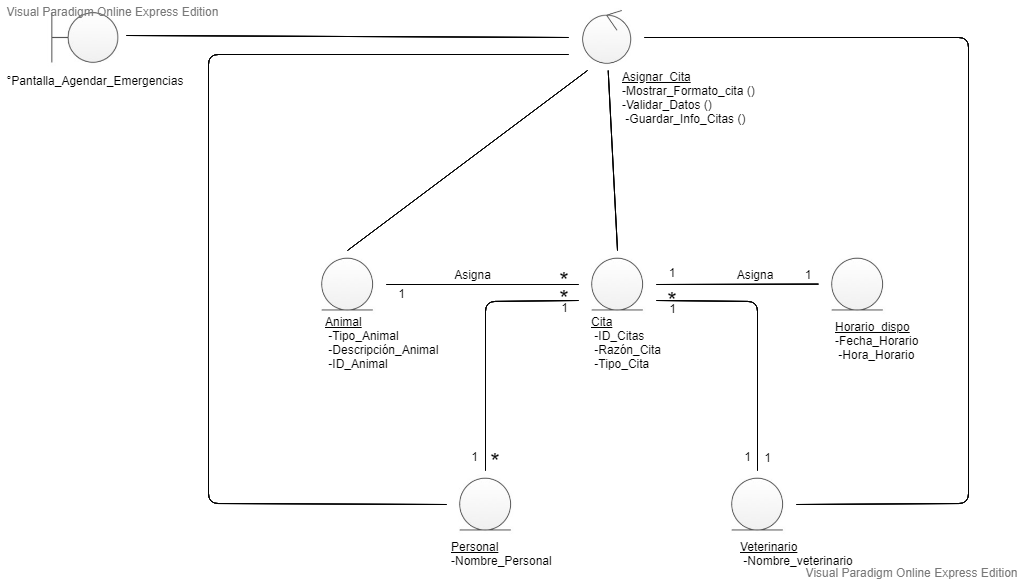 Visual Paradigm Online Express Edition
*Pantalla_Agendar_Emergencias
Asignar_Cita
-Mostrar_Formato_cita ()
-Validar_Datos ()
-Guardar_Info_Citas ()
Asigna
1
*
*
1
1
Asigna
1
*
1
Animal
-Tipo_Animal
-Descripción_Animal
-ID_Animal
Cita
-ID_Citas
-Razón_Cita
-Tipo_Cita
Horario_dispo
-Fecha_Horario
-Hora_Horario
1 *
1 1
Personal
-Nombre_Personal
Veterinario
-Nombre_veterinario
Visual Paradigm Online Express Edition